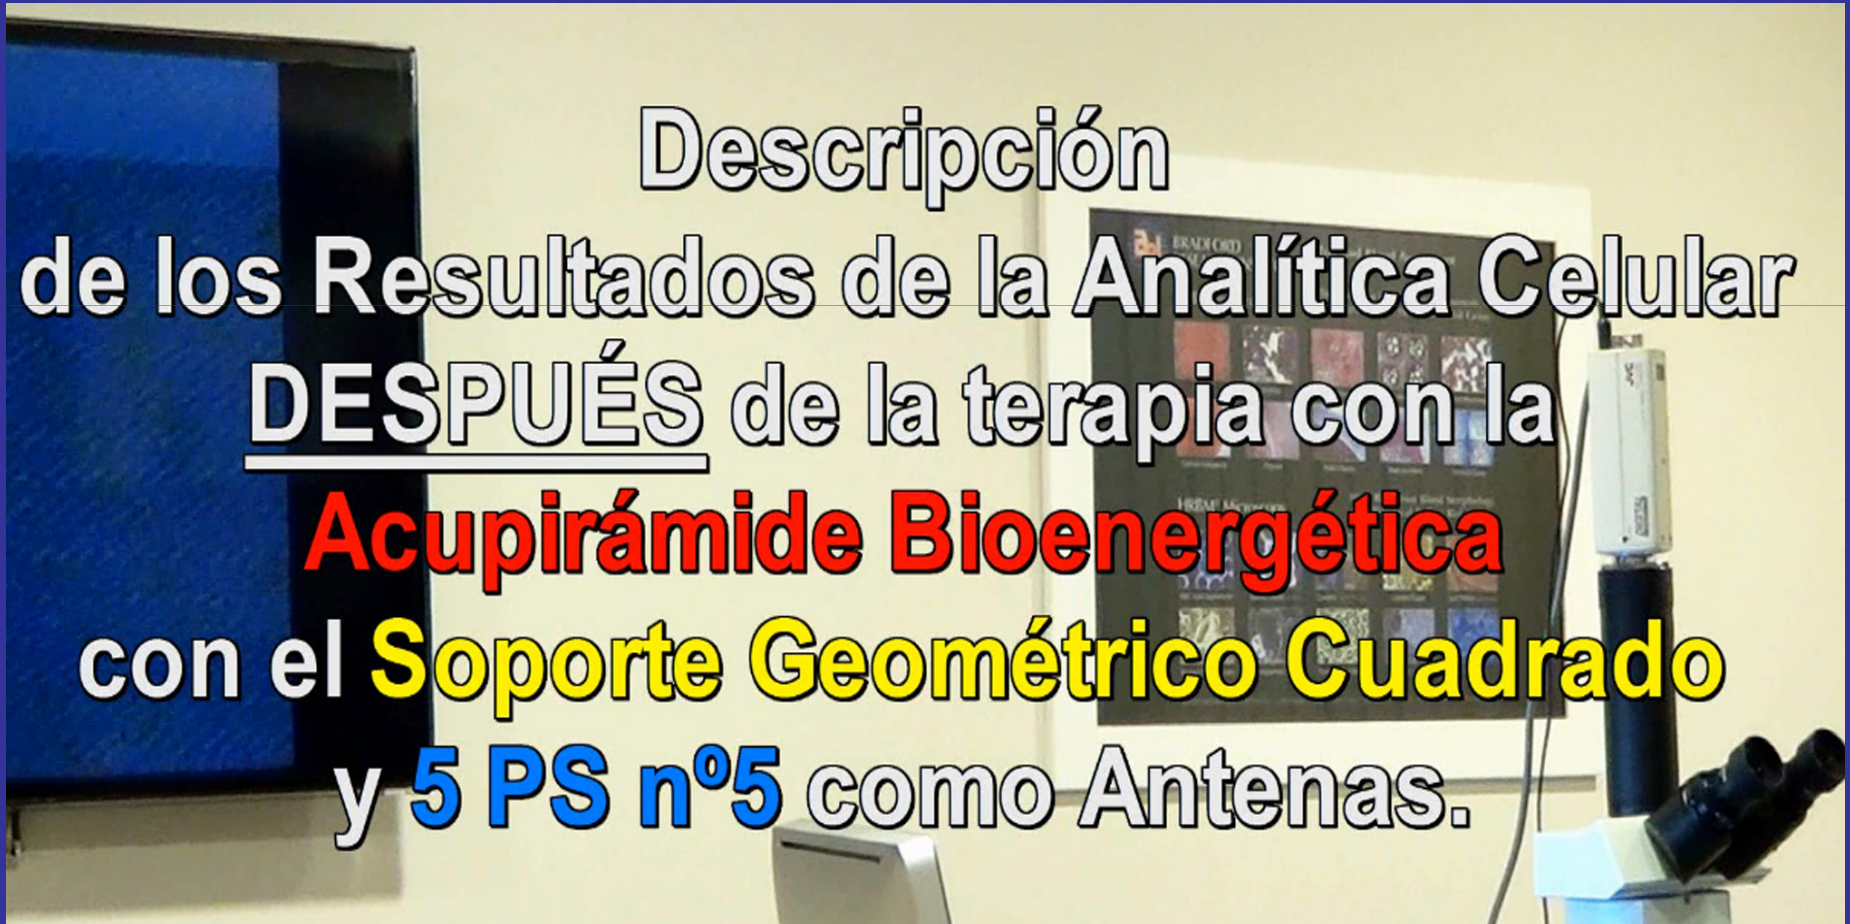 Descripción
de los Resultados de la Analítica Celular
DESPUÉS de la terapia con la
Acupirámide Bioenergética
con el Soporte Geométrico Cuadrado
y 5 PS nº5 como Antenas.
BRADFORD